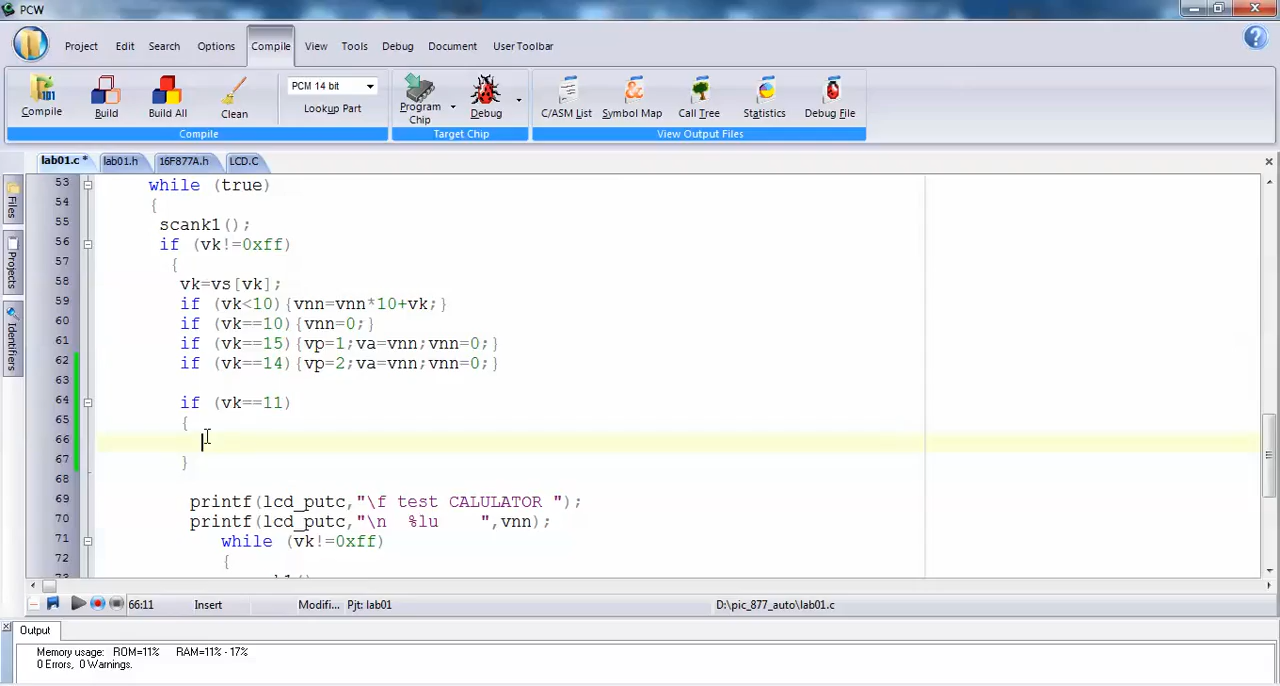 PCW
Project Edit Search Options Compile View Tools Debug Document User Toolbar
Compile Build Build All Clean PCM 14 bit Lookup Part Program Chip Debug C/ASM List Symbol Map Call Tree Statistics Debug File
Compile Target Chip View Output Files
lab01.c * lab01.h 16F877A.h LCD.C
Files
Projects
Identifiers
53 while (true)
54 {
55 scank1();
56 if (vk!=0xff)
57 {
58 vk=vs[vk];
59 if (vk<10){vnn=vnn*10+vk;}
60 if (vk==10){vnn=0;}
61 if (vk==15){vp=1;va=vnn;vnn=0;}
62 if (vk==14){vp=2;va=vnn;vnn=0;}
63
64 if (vk==11)
65 {
66
67 }
68
69 printf(lcd_putc,"\f test CALULATOR ");
70 printf(lcd_putc,"\n %lu ",vnn);
71 while (vk!=0xff)
72 {
66:11 Insert Modifi... Pjt: lab01 D:\pic_877_auto\lab01.c
Output
Memory usage: ROM=11% RAM=11% - 17%
0 Errors, 0 Warnings.